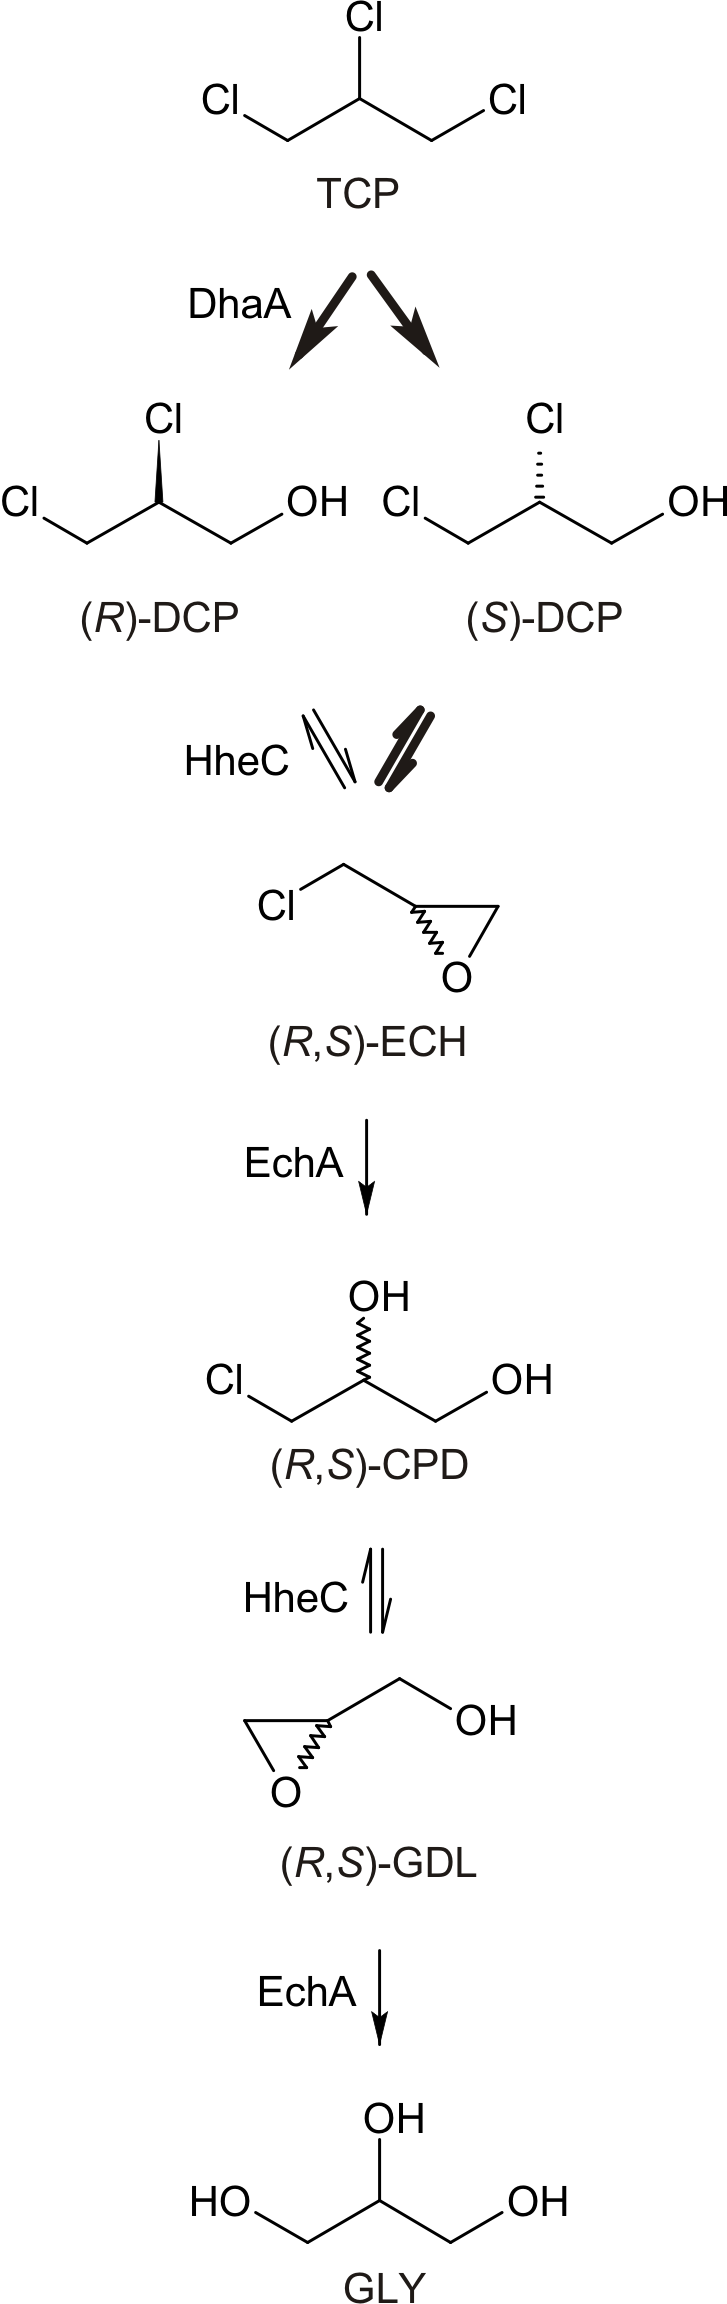 Cl
Cl Cl
TCP
DhaA
Cl Cl
Cl OH Cl OH
(R)-DCP (S)-DCP
HheC
Cl
O
(R,S)-ECH
EchA
OH
Cl OH
(R,S)-CPD
HheC
OH
O
(R,S)-GDL
EchA
OH
HO OH
GLY